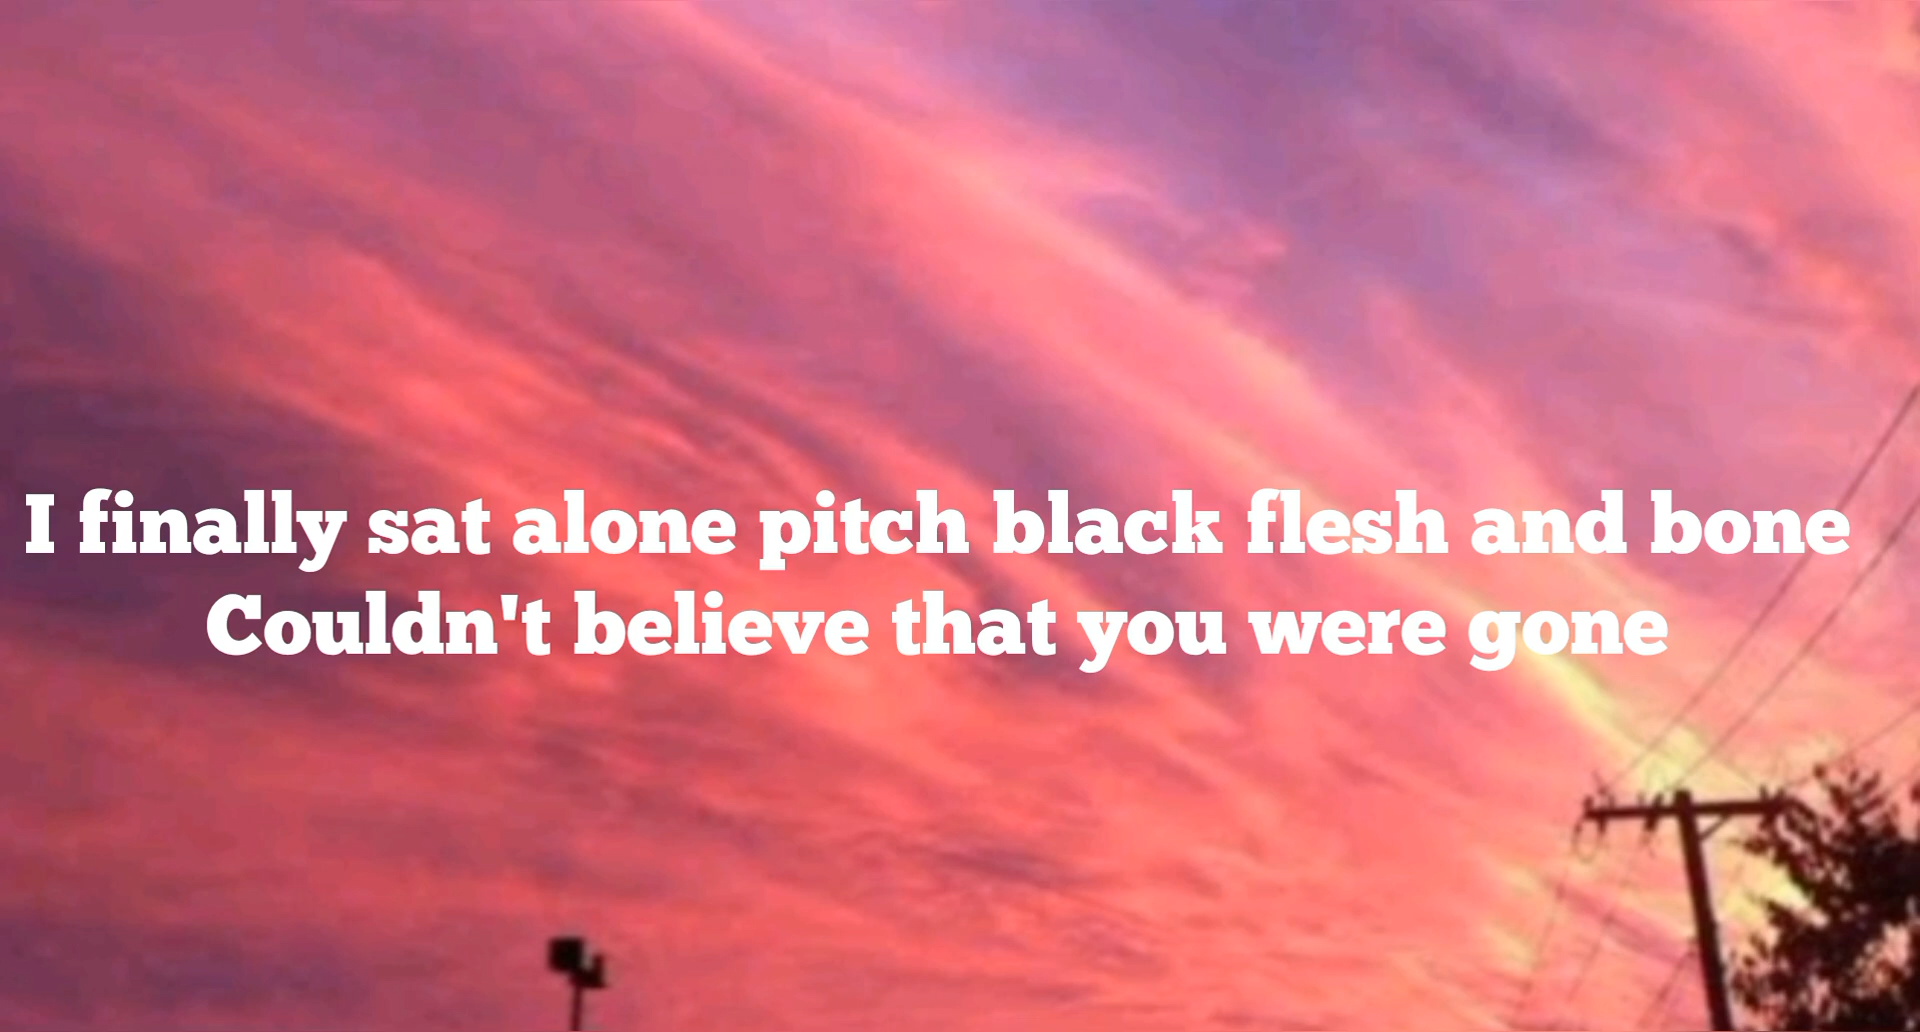 I finally sat alone pitch black flesh and bone
Couldn't believe that you were gone